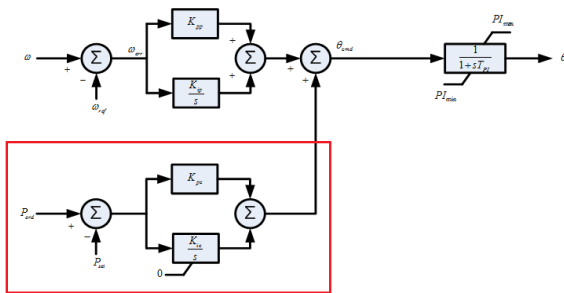 K_pp
PI_max
ω
+
Σ
ω_err
+
Σ
+
Σ
θ_cmd
1
1+sT_PI
θ
−
+
+
K_ip
s
PI_min
ω_ref
K_pc
P_ord
+
Σ
Σ
−
K_ic
s
P_set
0